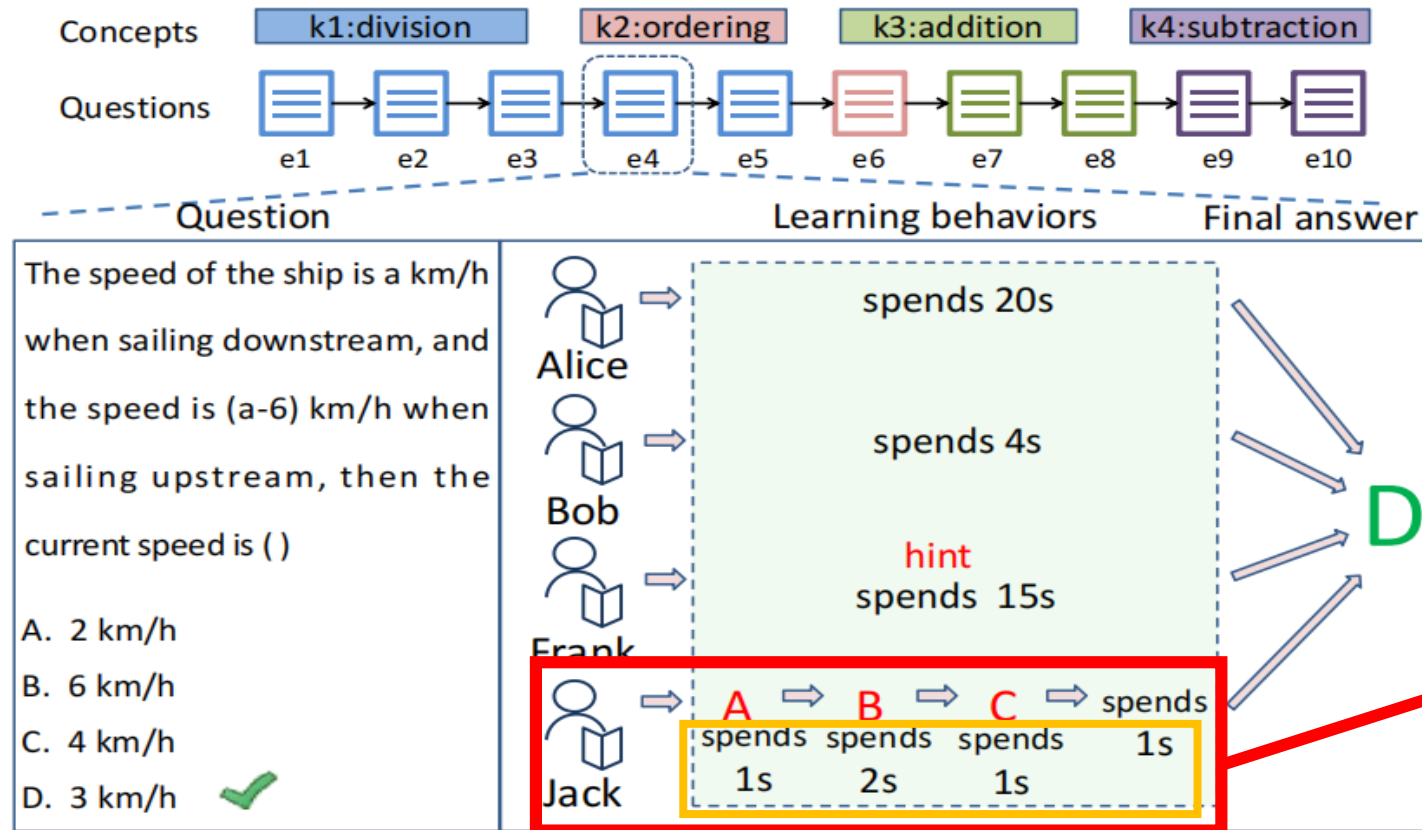 Concepts k1:division k2:ordering k3:addition k4:subtraction
Questions
e1 e2 e3 e4 e5 e6 e7 e8 e9 e10
Question Learning behaviors Final answer
The speed of the ship is a km/h
when sailing downstream, and
the speed is (a-6) km/h when
sailing upstream, then the
current speed is ( )
A. 2 km/h
B. 6 km/h
C. 4 km/h
D. 3 km/h
Alice
spends 20s
Bob
spends 4s
Frank
hint
spends 15s
Jack
A B C spends
spends spends spends 1s
1s 2s 1s
D